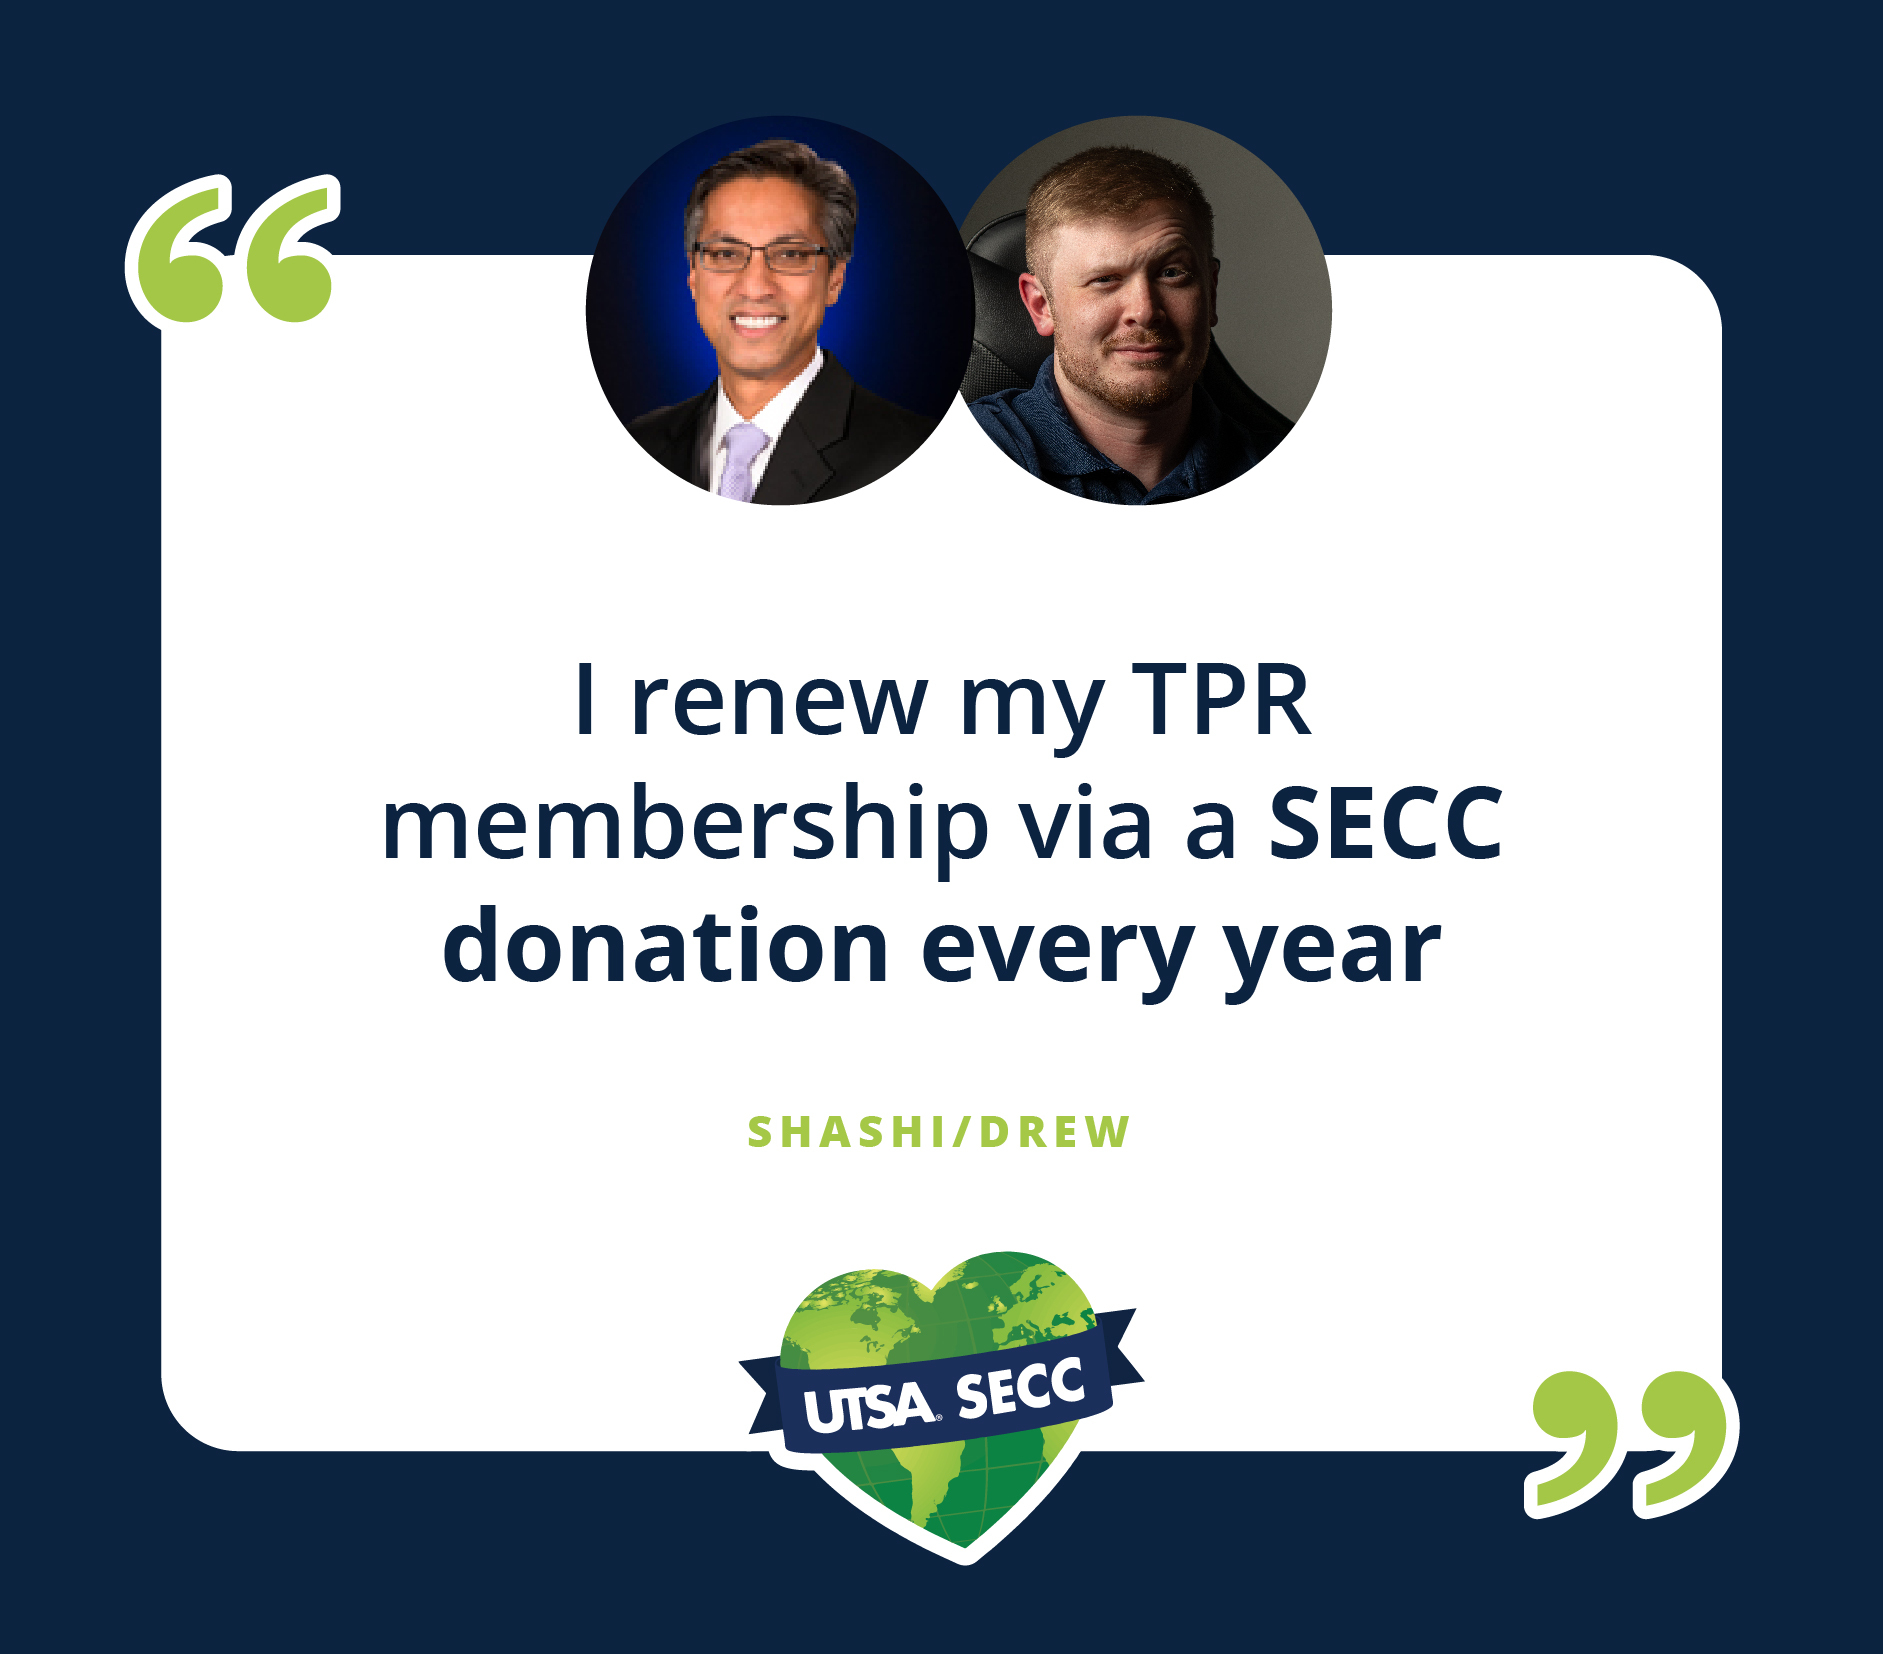 “
I renew my TPR
membership via a SECC
donation every year
SHASHI/DREW
UTSA® SECC
”